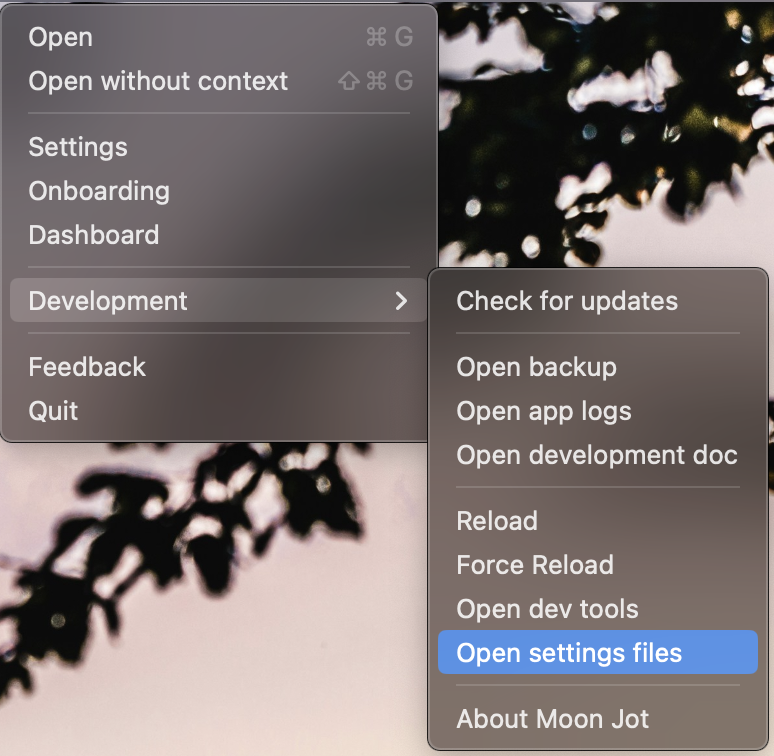 Open ⌘ G
Open without context ⇧ ⌘ G
Settings
Onboarding
Dashboard
Development
Feedback
Quit
Check for updates
Open backup
Open app logs
Open development doc
Reload
Force Reload
Open dev tools
Open settings files
About Moon Jot